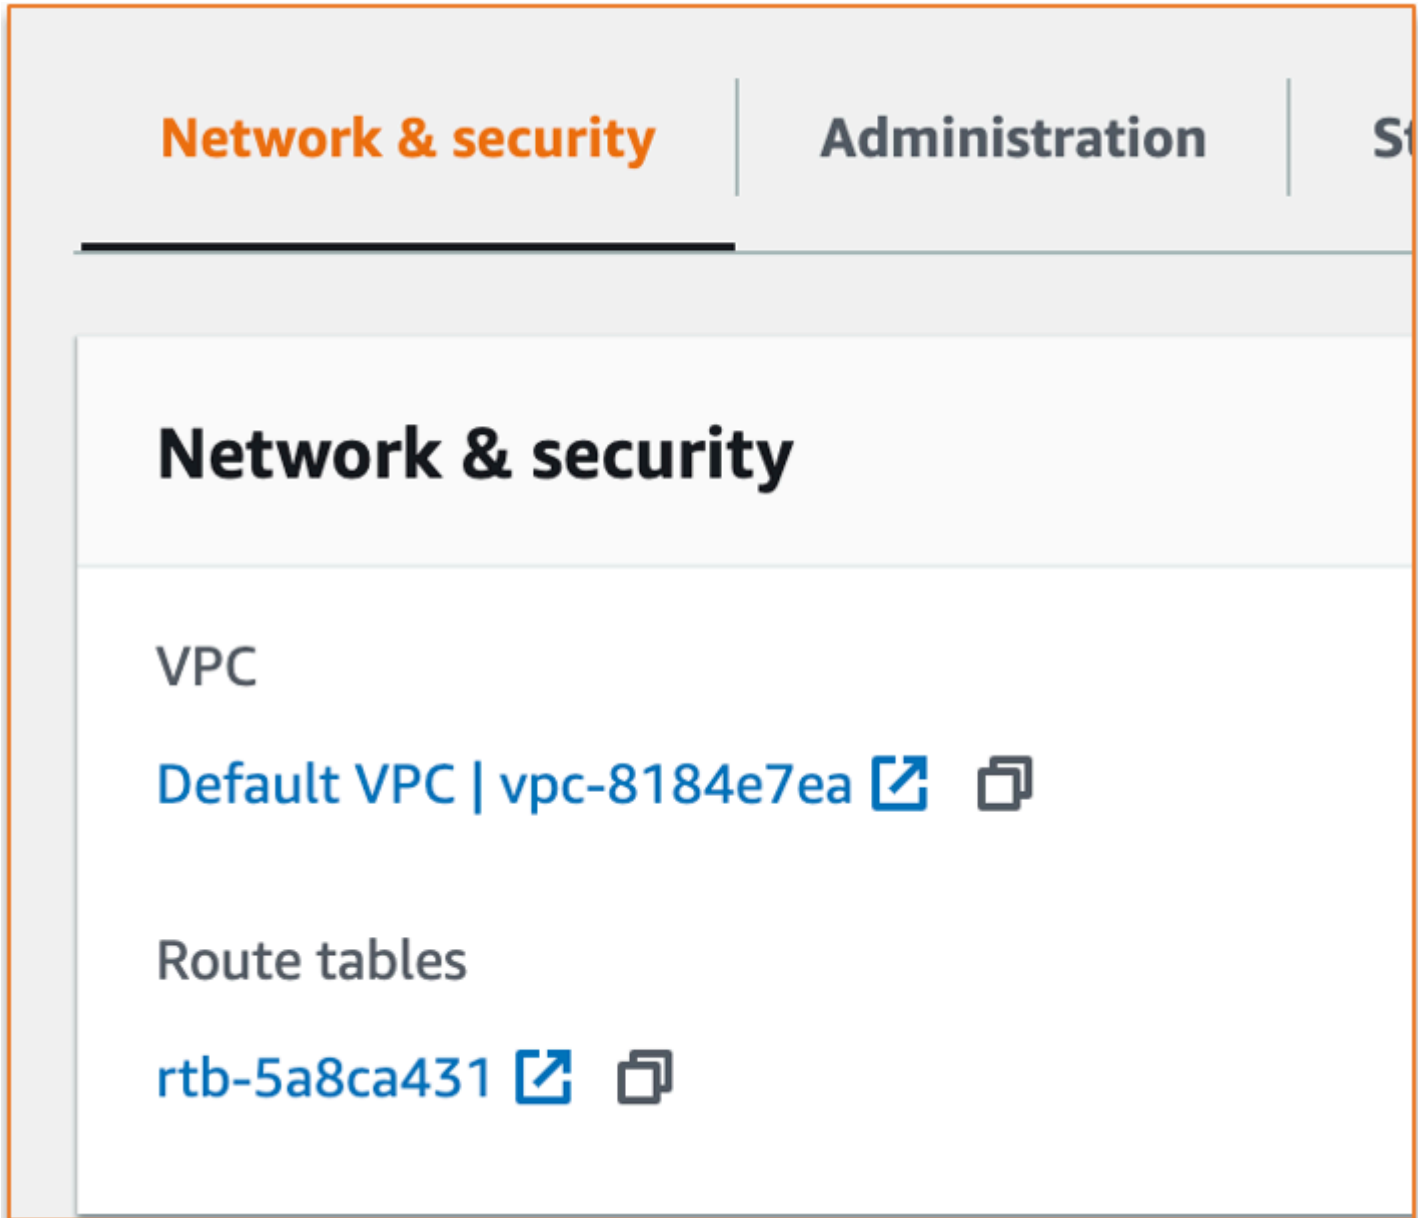 Network & security
Administration
Network & security
VPC
Default VPC | vpc-8184e7ea
Route tables
rtb-5a8ca431